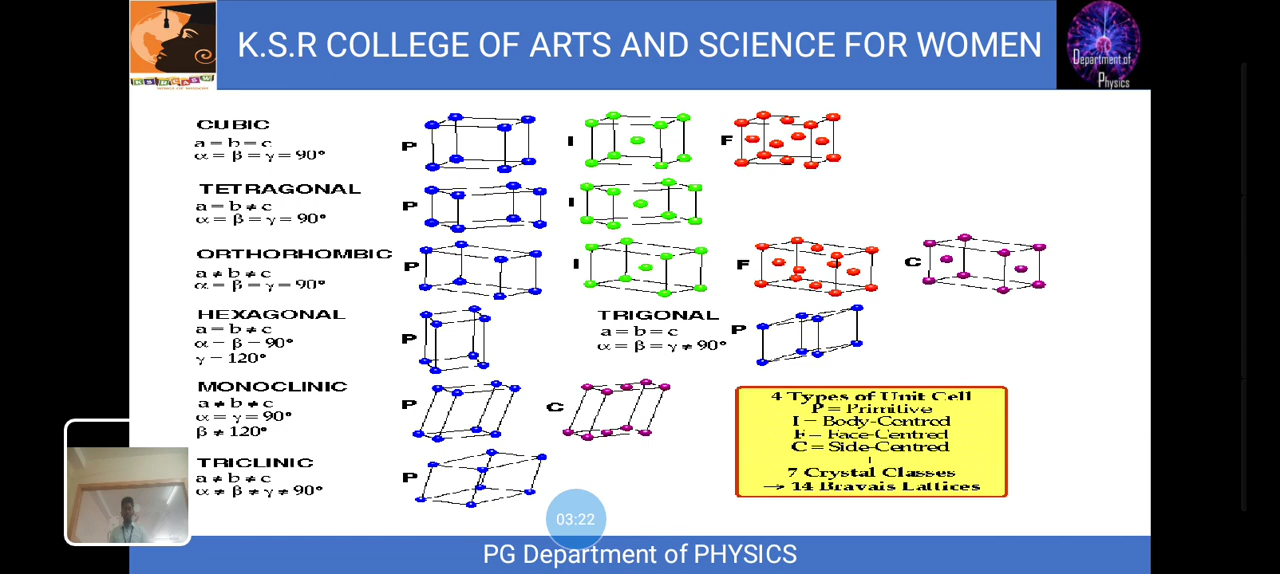 K.S.R COLLEGE OF ARTS AND SCIENCE FOR WOMEN
Department of
Physics
CUBIC
a = b = c
α = β = γ = 90°
P
I
F
TETRAGONAL
a = b ≠ c
α = β = γ = 90°
P
I
ORTHORHOMBIC
a ≠ b ≠ c
α = β = γ = 90°
P
I
F
C
HEXAGONAL
a = b ≠ c
α = β = 90°
γ = 120°
P
TRIGONAL
a = b = c
α = β = γ ≠ 90°
P
MONOCLINIC
a ≠ b ≠ c
α = γ = 90°
β ≠ 120°
P
C
TRICLINIC
a ≠ b ≠ c
α ≠ β ≠ γ ≠ 90°
P
4 Types of Unit Cell
P = Primitive
I = Body-Centred
F = Face-Centred
C = Side-Centred
+
7 Crystal Classes
→ 14 Bravais Lattices
03:22
PG Department of PHYSICS